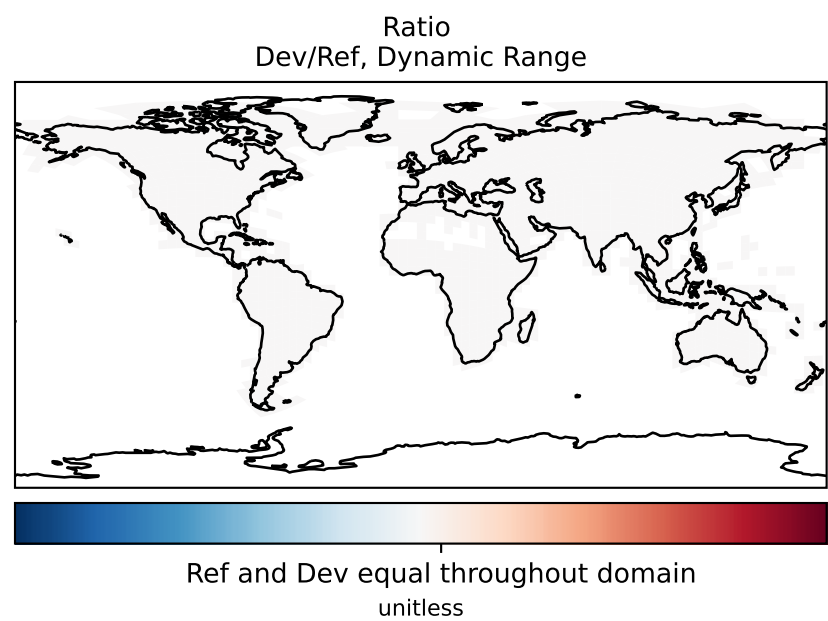 Ratio
Dev/Ref, Dynamic Range
Ref and Dev equal throughout domain
unitless